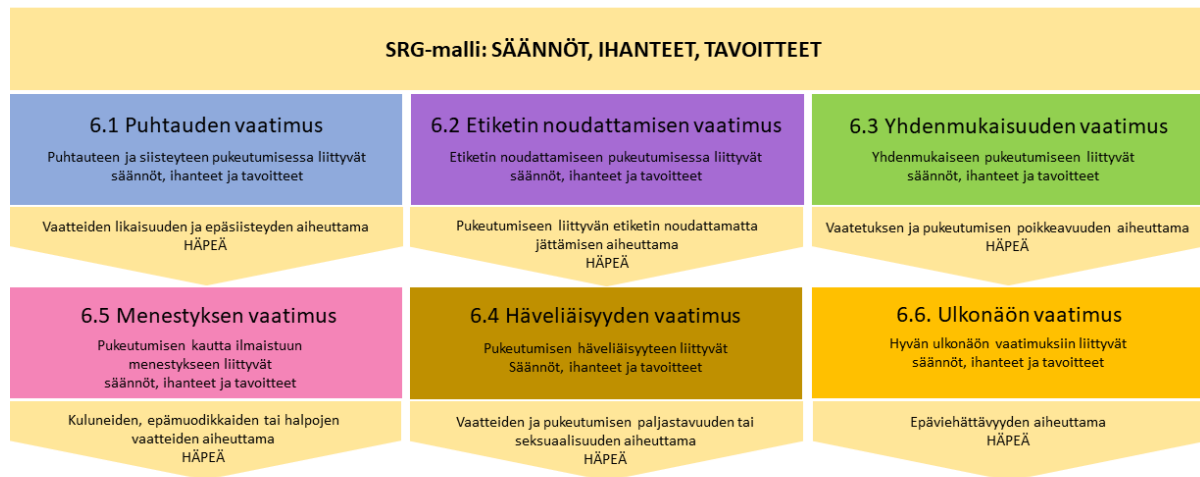 SRG-malli: SÄÄNNÖT, IHANTEET, TAVOITTEET
6.1 Puhtauden vaatimus
Puhtauteen ja siisteyteen pukeutumisessa liittyvät
säännöt, ihanteet ja tavoitteet
Vaatteiden likaisuuden ja epäsiisteyden aiheuttama
HÄPEÄ
6.2 Etiketin noudattamisen vaatimus
Etiketin noudattamiseen pukeutumisessa liittyvät
säännöt, ihanteet ja tavoitteet
Pukeutumiseen liittyvän etiketin noudattamatta
jättämisen aiheuttama
HÄPEÄ
6.3 Yhdenmukaisuuden vaatimus
Yhdenmukaiseen pukeutumiseen liittyvät
säännöt, ihanteet ja tavoitteet
Vaatetuksen ja pukeutumisen poikkeavuuden aiheuttama
HÄPEÄ
6.5 Menestyksen vaatimus
Pukeutumisen kautta ilmaistuun
menestykseen liittyvät
säännöt, ihanteet ja tavoitteet
Kuluneiden, epämuodikkaiden tai halpojen
vaatteiden aiheuttama
HÄPEÄ
6.4 Häveliäisyyden vaatimus
Pukeutumisen häveliäisyyteen liittyvät
Säännöt, ihanteet ja tavoitteet
Vaatteiden ja pukeutumisen paljastavuuden tai
seksuaalisuuden aiheuttama
HÄPEÄ
6.6. Ulkonäön vaatimus
Hyvän ulkonäön vaatimuksiin liittyvät
säännöt, ihanteet ja tavoitteet
Epäviehättävyyden aiheuttama
HÄPEÄ